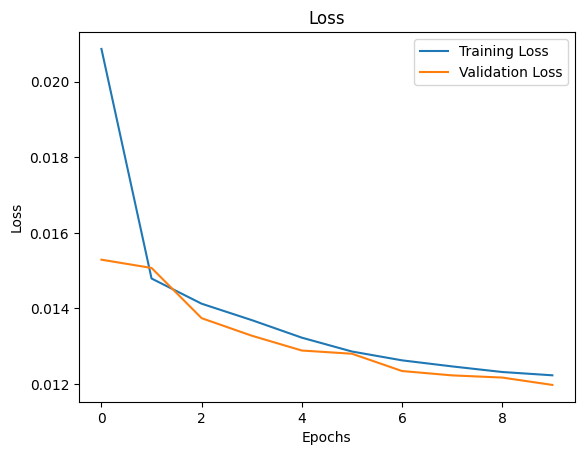 Loss
Training Loss
Validation Loss
0.020
0.018
0.016
0.014
0.012
Loss
0 2 4 6 8
Epochs